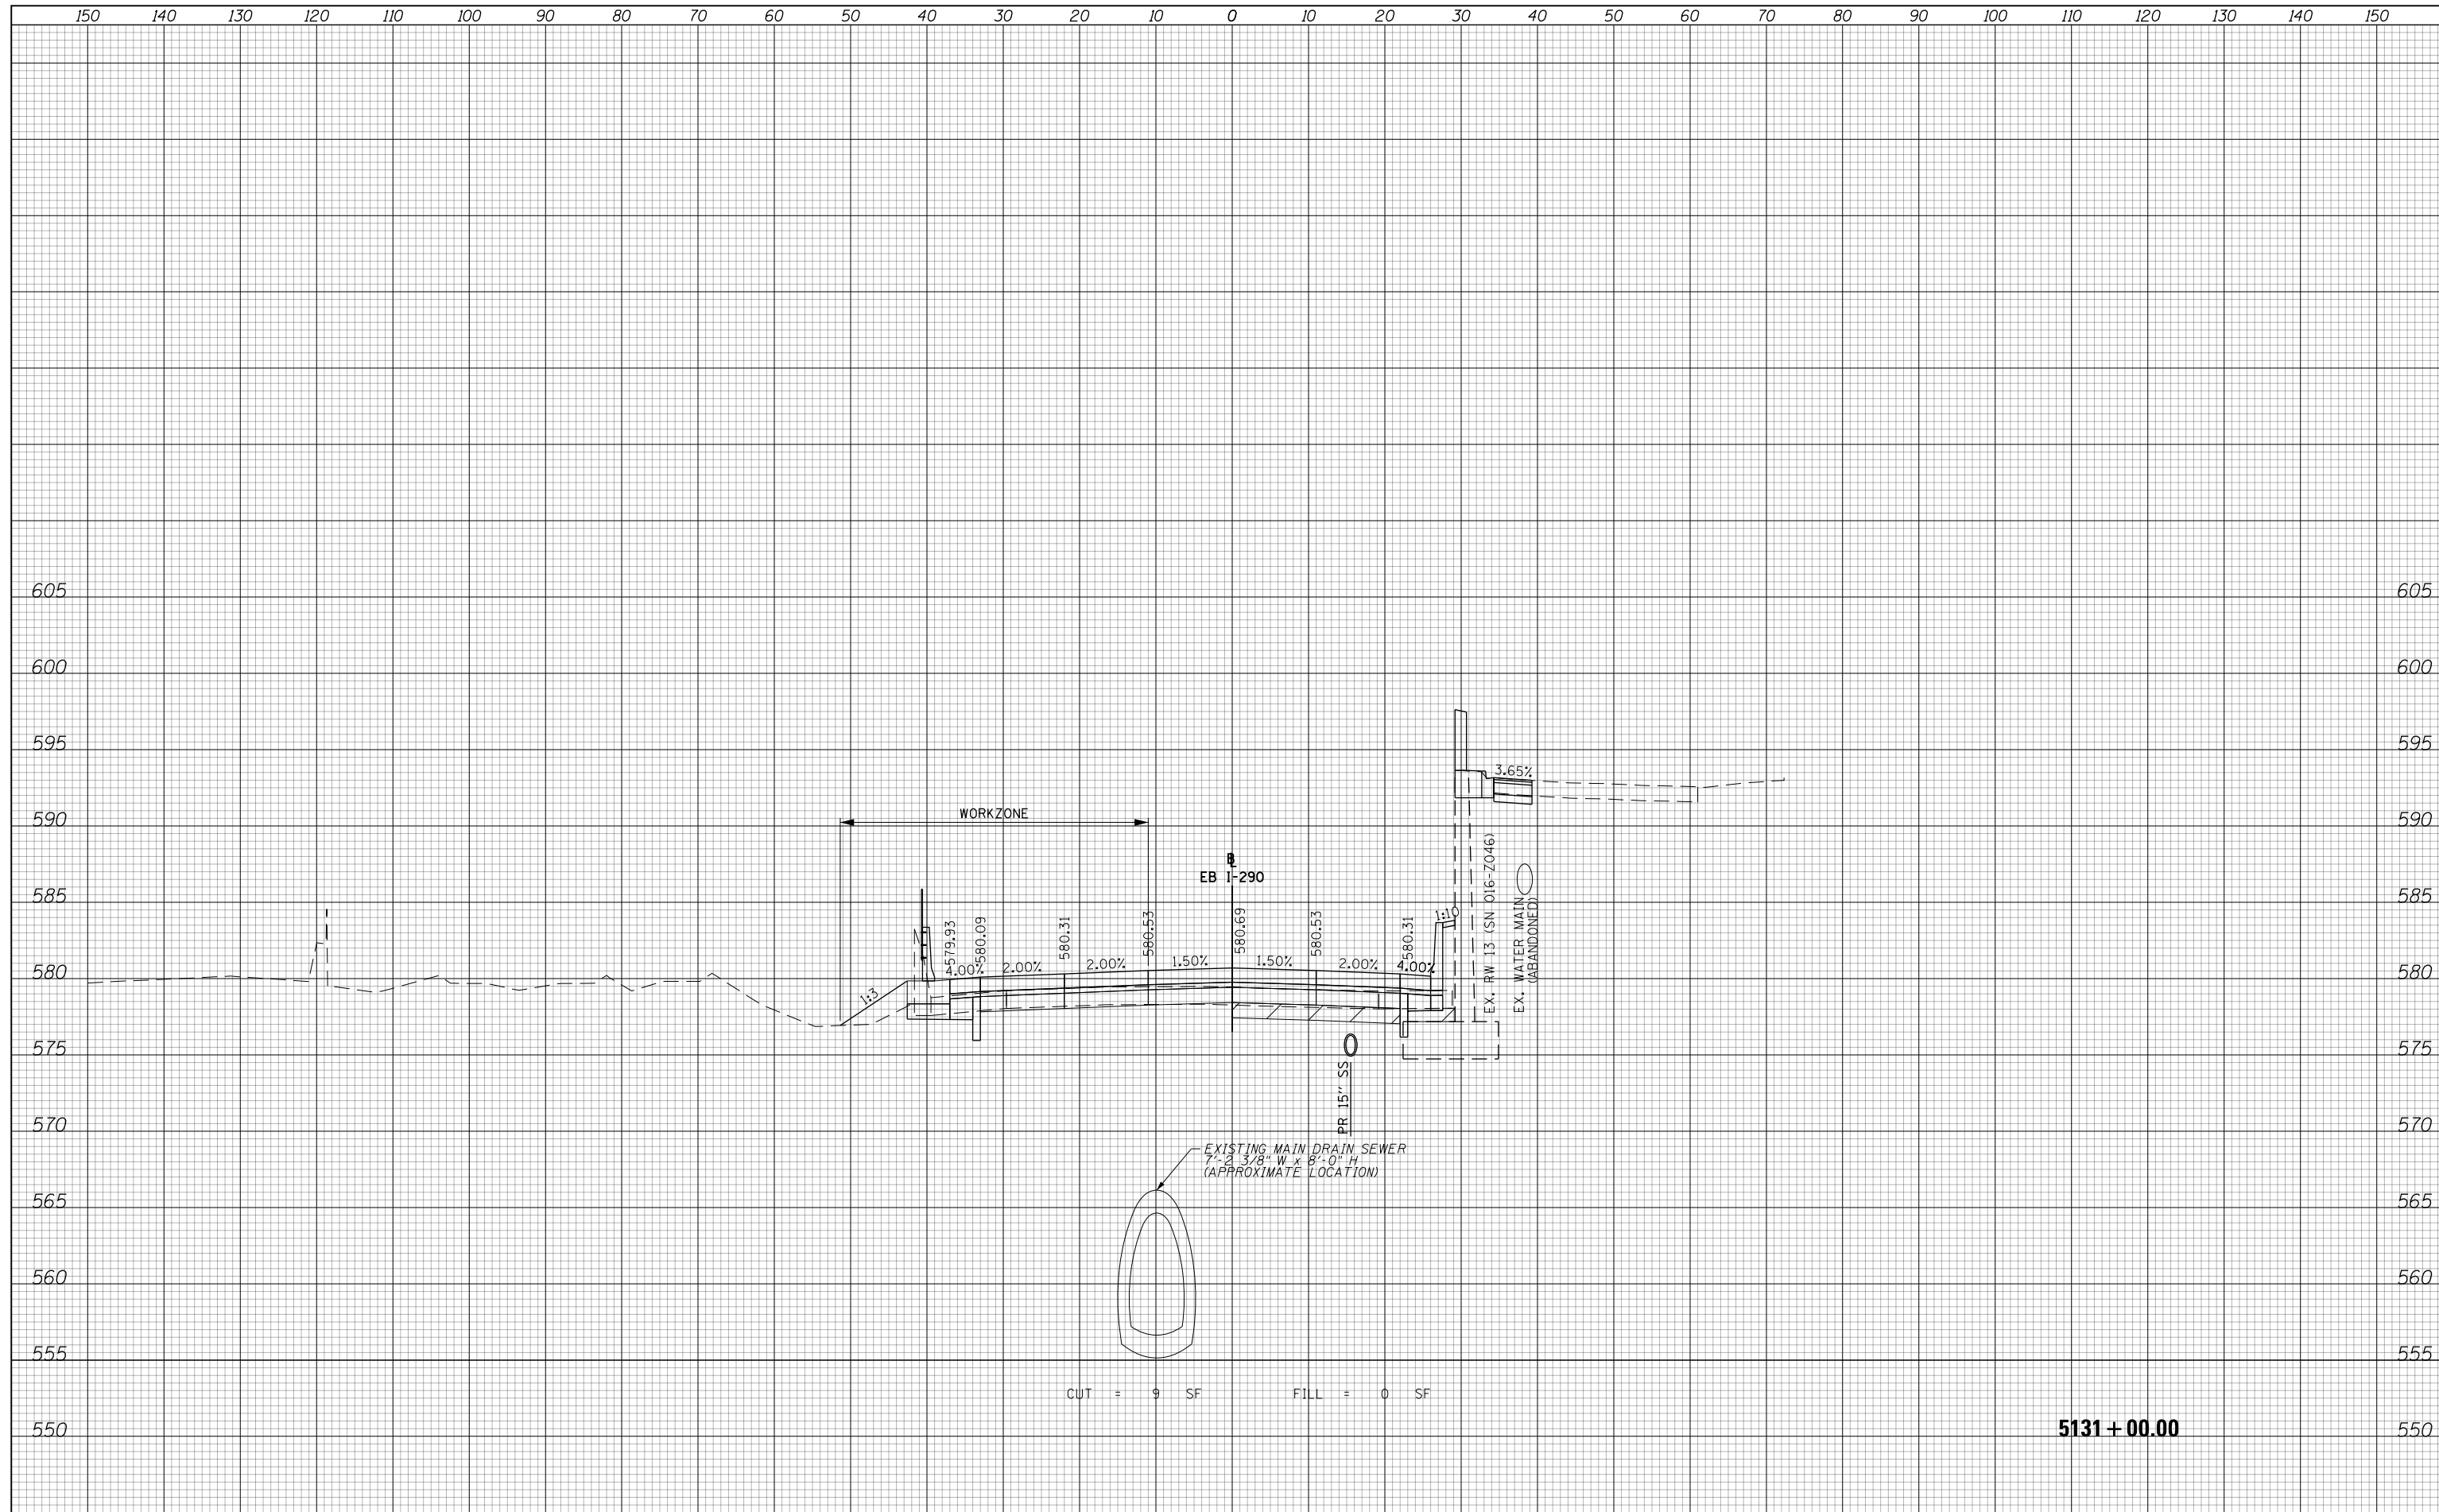 150 140 130 120 110 100 90 80 70 60 50 40 30 20 10 0 10 20 30 40 50 60 70 80 90 100 110 120 130 140 150
605 605
600 600
595 595
3.65%
590 590
WORKZONE
B
L
EB I-290
585 585
EX. RW 13 (SN 016-Z046)
EX. WATER MAIN
(ABANDONED)
1:10
579.93
580.09
580.31
580.53
580.69
580.53
580.31
580 580
1:3
4.00% 2.00% 2.00% 1.50% 1.50% 2.00% 4.00%
575 575
PR 15" SS
570 570
EXISTING MAIN DRAIN SEWER
7'-2 3/8" W x 8'-0" H
(APPROXIMATE LOCATION)
565 565
560 560
555 555
CUT = 9 SF FILL = 0 SF
550 550
5131 + 00.00